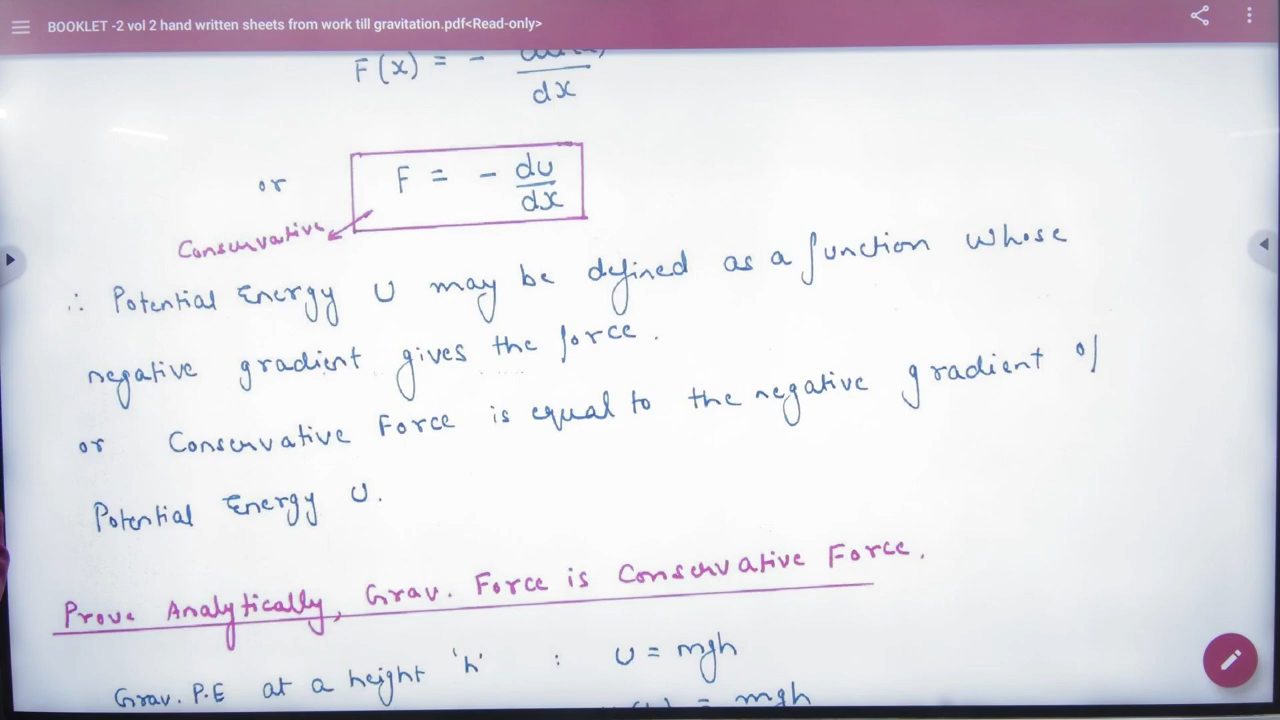 BOOKLET -2 vol 2 hand written sheets from work till gravitation.pdf<Read-only>
F(x) = -
dx
or F = - du
dx
Conservative
∴ Potential Energy U may be defined as a function whose
negative gradient gives the force.
or Conservative Force is equal to the negative gradient of
Potential Energy U.
Prove Analytically, Grav. Force is Conservative Force.
Grav. P.E at a height 'h' : U = mgh
= mgh